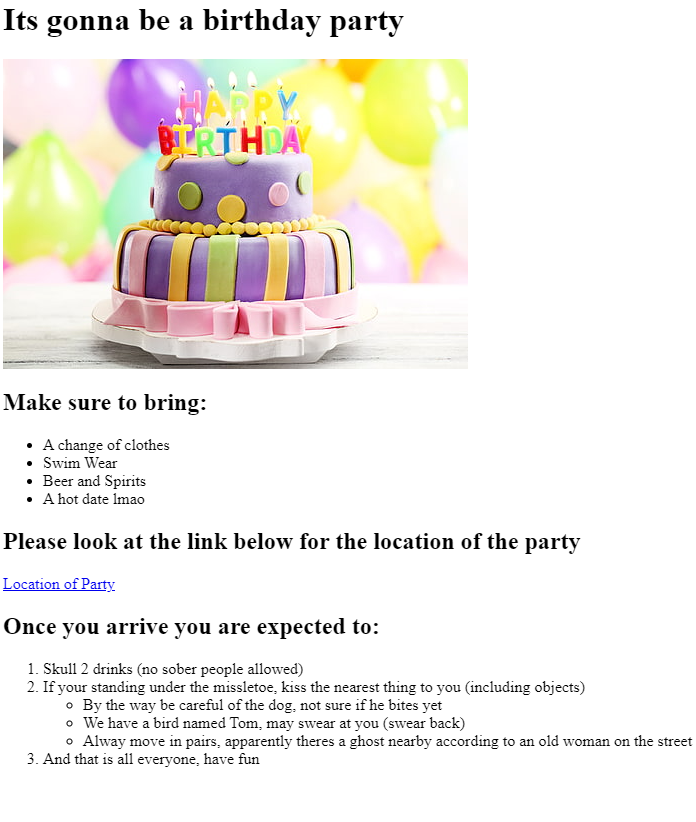 Its gonna be a birthday party
HAPPY
BIRTHDAY
Make sure to bring:
A change of clothes
Swim Wear
Beer and Spirits
A hot date lmao
Please look at the link below for the location of the party
Location of Party
Once you arrive you are expected to:
1. Skull 2 drinks (no sober people allowed)
2. If your standing under the missletoe, kiss the nearest thing to you (including objects)
By the way be careful of the dog, not sure if he bites yet
We have a bird named Tom, may swear at you (swear back)
Alway move in pairs, apparently theres a ghost nearby according to an old woman on the street
3. And that is all everyone, have fun